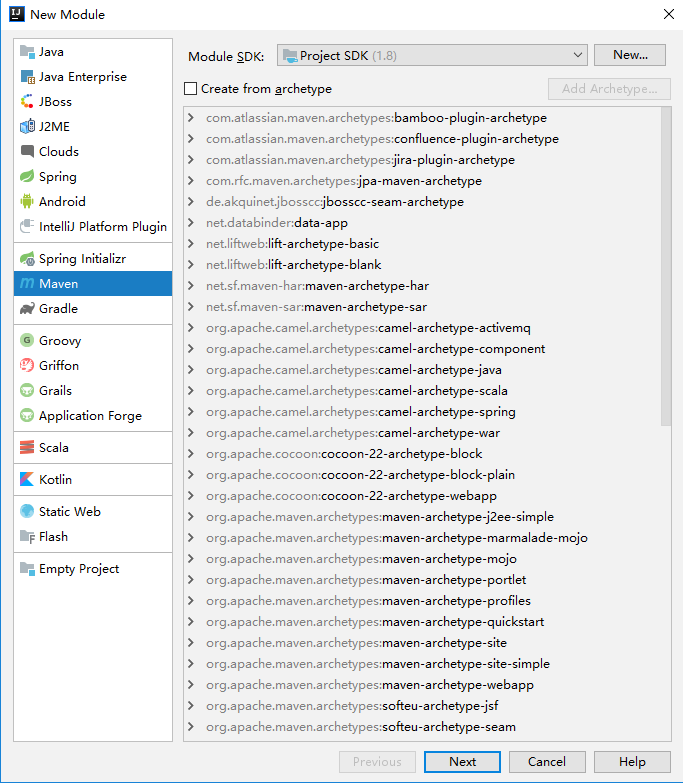 New Module
Java
Java Enterprise
JBoss
J2ME
Clouds
Spring
Android
IntelliJ Platform Plugin
Spring Initializr
Maven
Gradle
Groovy
Griffon
Grails
Application Forge
Scala
Kotlin
Static Web
Flash
Empty Project
Module SDK: Project SDK (1.8) New...
Create from archetype Add Archetype...
com.atlassian.maven.archetypes:bamboo-plugin-archetype
com.atlassian.maven.archetypes:confluence-plugin-archetype
com.atlassian.maven.archetypes:jira-plugin-archetype
com.rfc.maven.archetypes:jpa-maven-archetype
de.akquinet.jbosscc:jbosscc-seam-archetype
net.databinder:data-app
net.liftweb:lift-archetype-basic
net.liftweb:lift-archetype-blank
net.sf.maven-har:maven-archetype-har
net.sf.maven-sar:maven-archetype-sar
org.apache.camel.archetypes:camel-archetype-activemq
org.apache.camel.archetypes:camel-archetype-component
org.apache.camel.archetypes:camel-archetype-java
org.apache.camel.archetypes:camel-archetype-scala
org.apache.camel.archetypes:camel-archetype-spring
org.apache.camel.archetypes:camel-archetype-war
org.apache.cocoon:cocoon-22-archetype-block
org.apache.cocoon:cocoon-22-archetype-block-plain
org.apache.cocoon:cocoon-22-archetype-webapp
org.apache.maven.archetypes:maven-archetype-j2ee-simple
org.apache.maven.archetypes:maven-archetype-marmalade-mojo
org.apache.maven.archetypes:maven-archetype-mojo
org.apache.maven.archetypes:maven-archetype-portlet
org.apache.maven.archetypes:maven-archetype-profiles
org.apache.maven.archetypes:maven-archetype-quickstart
org.apache.maven.archetypes:maven-archetype-site
org.apache.maven.archetypes:maven-archetype-site-simple
org.apache.maven.archetypes:maven-archetype-webapp
org.apache.maven.archetypes:softeu-archetype-jsf
org.apache.maven.archetypes:softeu-archetype-seam
Previous Next Cancel Help